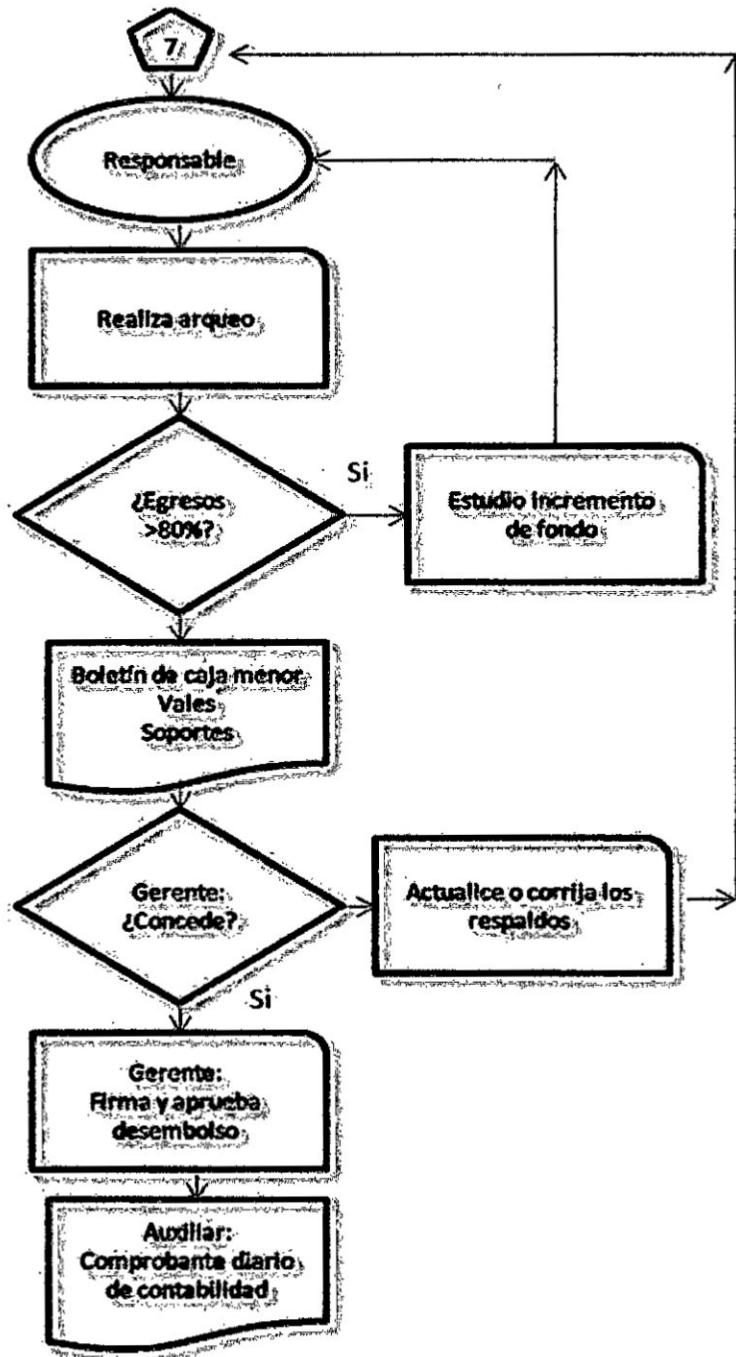 7
Responsable
Realiza arqueo
¿Egresos
>80%?
Si
Estudio incremento
de fondo
Boletín de caja menor
Vales
Soportes
Gerente:
¿Concede?
Actualice o corrija los
respaldos
Si
Gerente:
Firma y aprueba
desembolso
Auxiliar:
Comprobante diario
de contabilidad